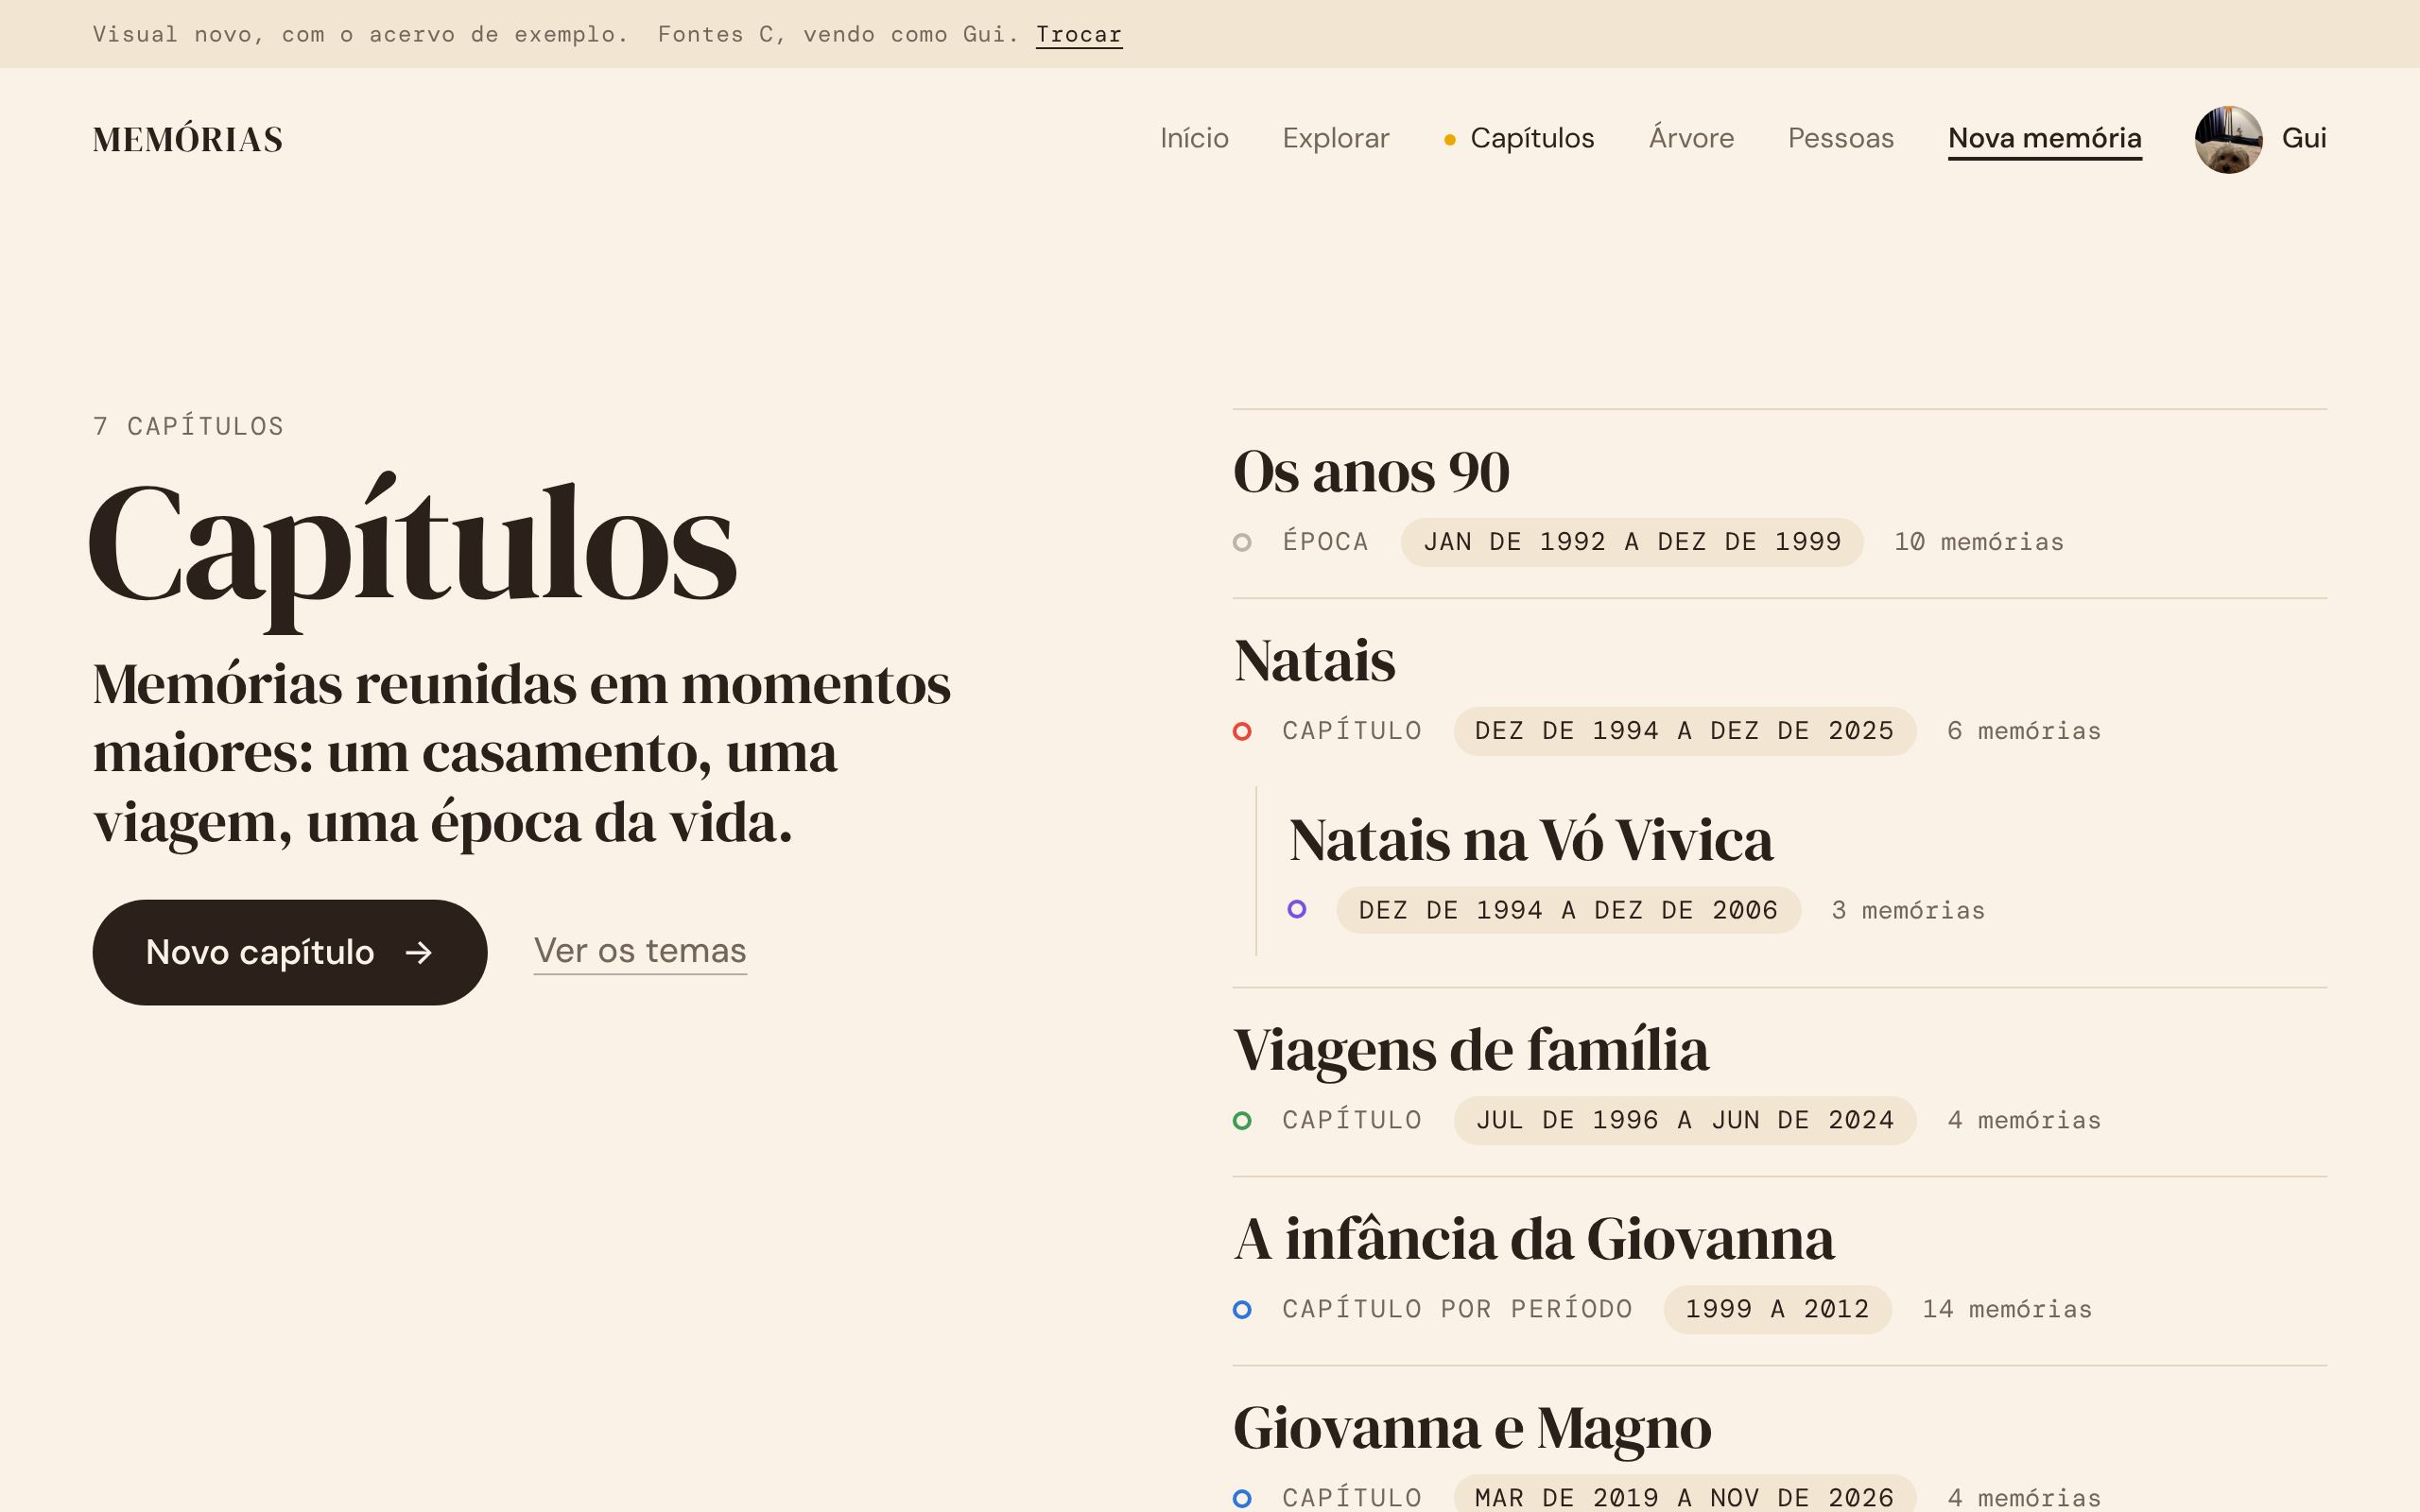 Visual novo, com o acervo de exemplo. Fontes C, vendo como Gui. Trocar
MEMÓRIAS
Início Explorar Capítulos Árvore Pessoas Nova memória Gui
7 CAPÍTULOS
Capítulos
Memórias reunidas em momentos
maiores: um casamento, uma
viagem, uma época da vida.
Novo capítulo → Ver os temas
Os anos 90
ÉPOCA JAN DE 1992 A DEZ DE 1999 10 memórias
Natais
CAPÍTULO DEZ DE 1994 A DEZ DE 2025 6 memórias
Natais na Vó Vivica
DEZ DE 1994 A DEZ DE 2006 3 memórias
Viagens de família
CAPÍTULO JUL DE 1996 A JUN DE 2024 4 memórias
A infância da Giovanna
CAPÍTULO POR PERÍODO 1999 A 2012 14 memórias
Giovanna e Magno
CAPÍTULO MAR DE 2019 A NOV DE 2026 4 memórias